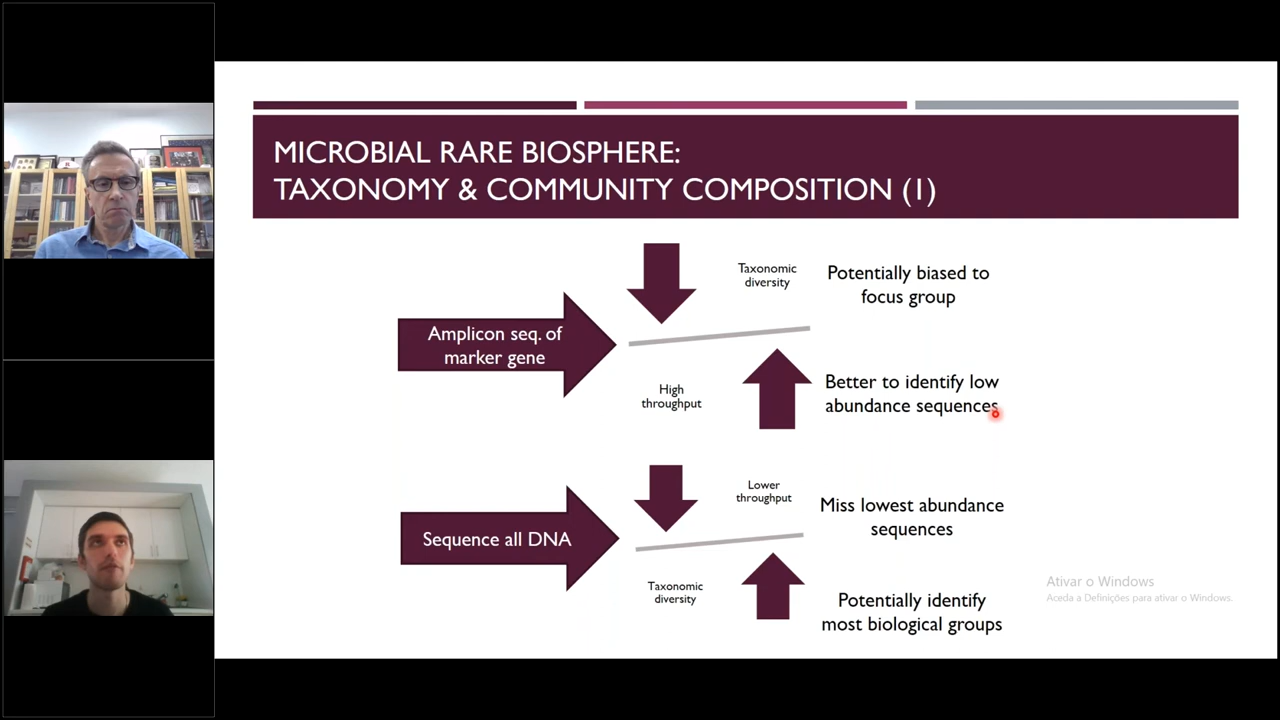 MICROBIAL RARE BIOSPHERE:
TAXONOMY & COMMUNITY COMPOSITION (1)
Amplicon seq. of
marker gene
Taxonomic
diversity
Potentially biased to
focus group
High
throughput
Better to identify low
abundance sequences
Sequence all DNA
Lower
throughput
Miss lowest abundance
sequences
Taxonomic
diversity
Potentially identify
most biological groups
Ativar o Windows
Aceda a Definições para ativar o Windows.